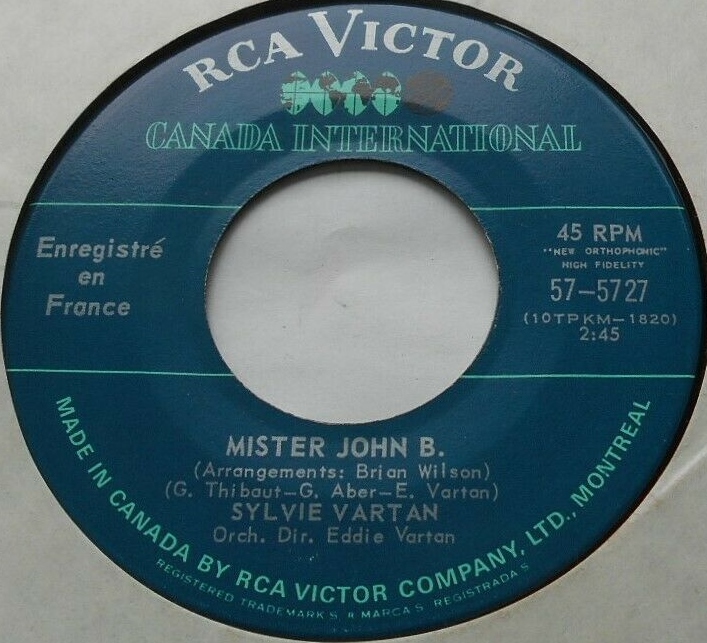 RCA VICTOR
CANADA INTERNATIONAL
Enregistré
en
France
45 RPM
"NEW ORTHOPHONIC"
HIGH FIDELITY
57-5727
(10TPKM-1820)
2:45
MISTER JOHN B.
(Arrangements: Brian Wilson)
(G. Thibaut-G. Aber-E. Vartan)
SYLVIE VARTAN
Orch. Dir. Eddie Vartan
MADE IN CANADA BY RCA VICTOR COMPANY, LTD., MONTREAL
REGISTERED TRADEMARKS MARCAS REGISTRADAS